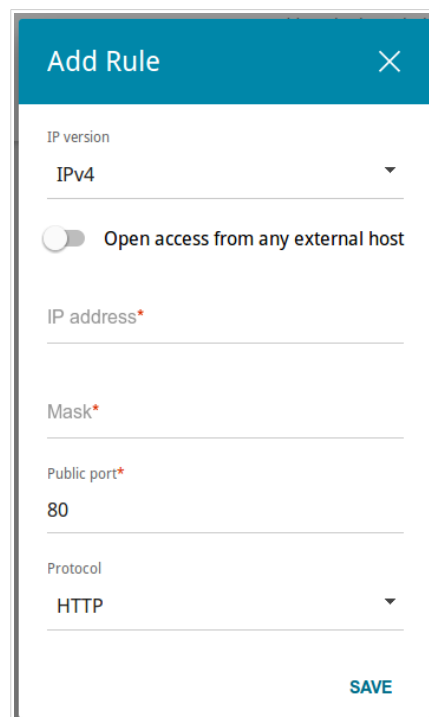 Add Rule
IP version
IPv4
Open access from any external host
IP address*
Mask*
Public port*
80
Protocol
HTTP
SAVE